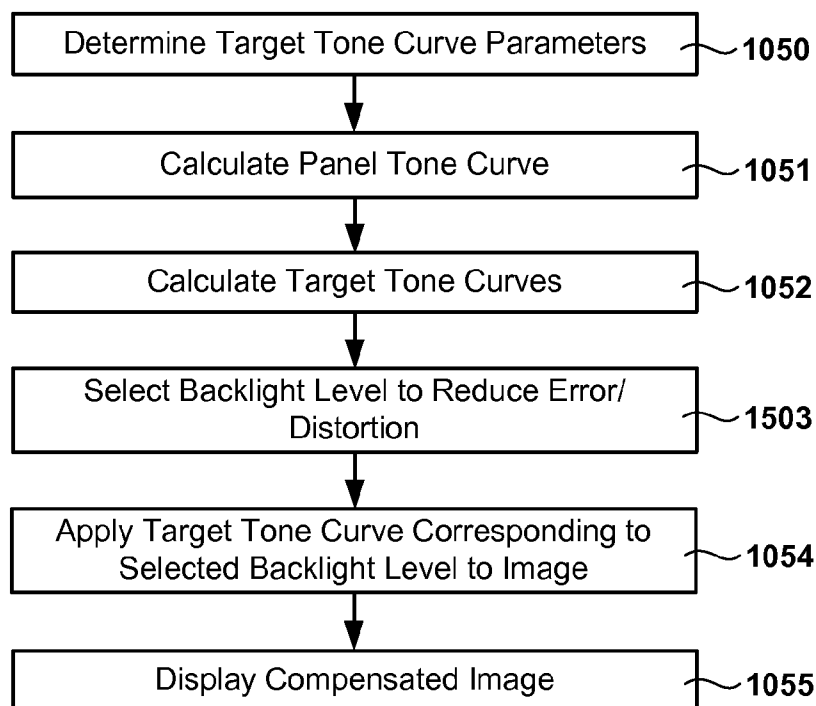 Determine Target Tone Curve Parameters
1050
Calculate Panel Tone Curve
1051
Calculate Target Tone Curves
1052
Select Backlight Level to Reduce Error/
Distortion
1503
Apply Target Tone Curve Corresponding to
Selected Backlight Level to Image
1054
Display Compensated Image
1055